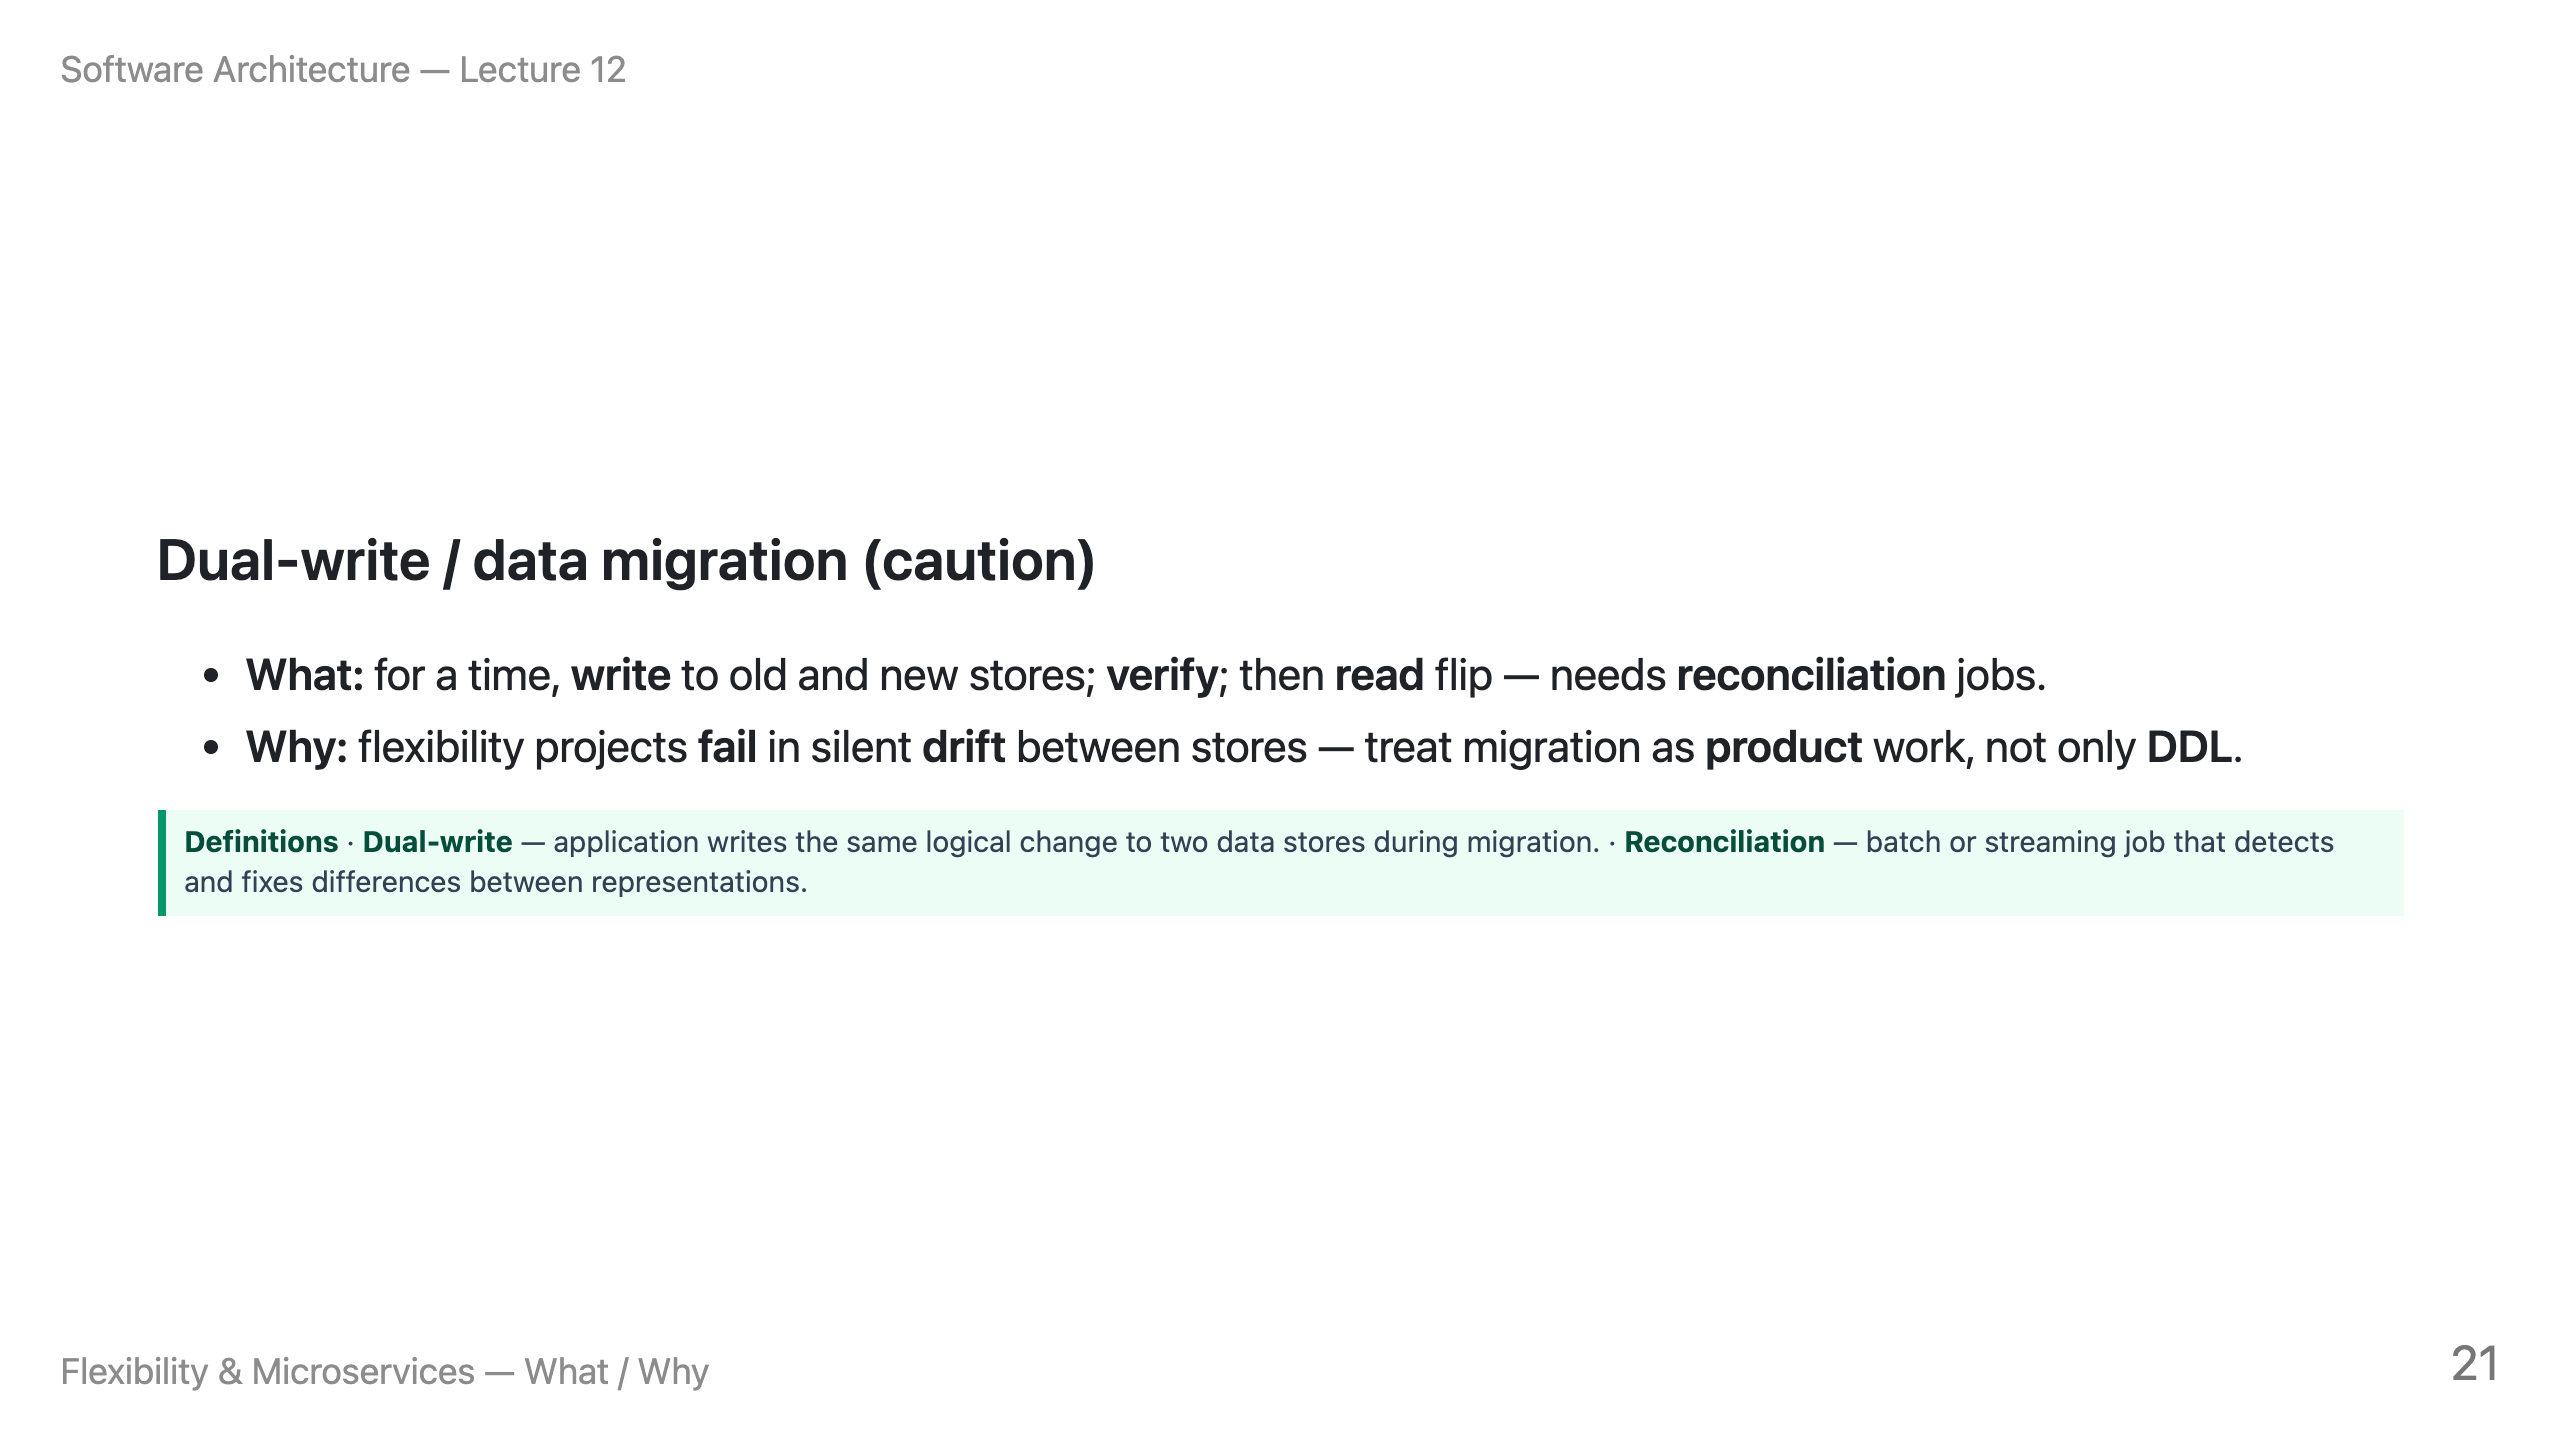 Software Architecture — Lecture 12
Dual-write / data migration (caution)
• What: for a time, write to old and new stores; verify; then read flip — needs reconciliation jobs.
• Why: flexibility projects fail in silent drift between stores — treat migration as product work, not only DDL.
Definitions · Dual-write — application writes the same logical change to two data stores during migration. · Reconciliation — batch or streaming job that detects
and fixes differences between representations.
Flexibility & Microservices — What / Why
21